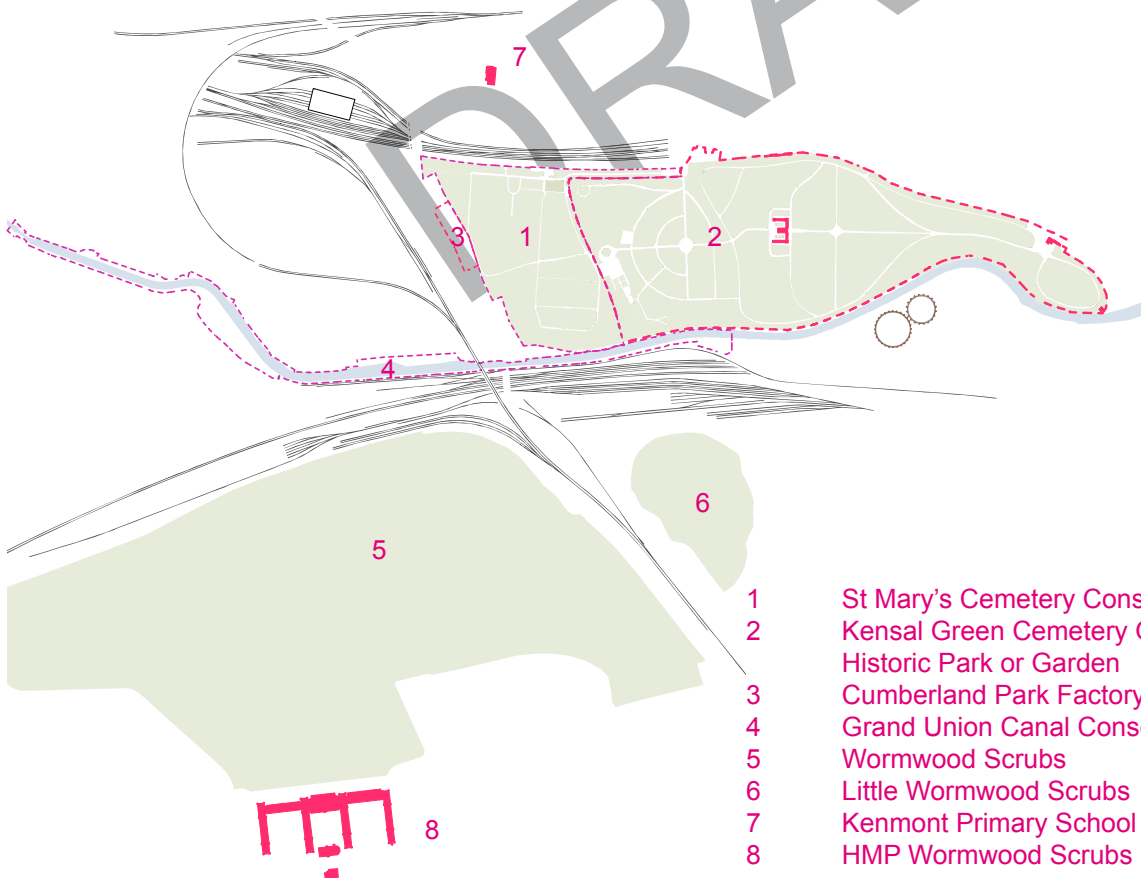 DRA
7
3
1
2
4
6
5
8
1 St Mary's Cemetery Cons
2 Kensal Green Cemetery
Historic Park or Garden
3 Cumberland Park Factory
4 Grand Union Canal Conse
5 Wormwood Scrubs
6 Little Wormwood Scrubs
7 Kenmont Primary School
8 HMP Wormwood Scrubs